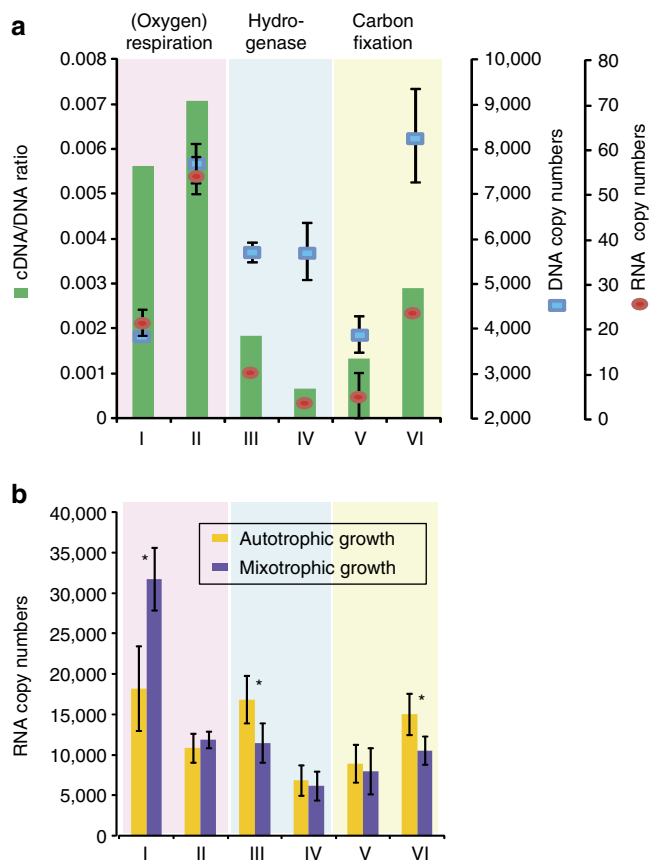 a
(Oxygen)
respiration
Hydro-
genase
Carbon
fixation
0.008
0.007
0.006
0.005
0.004
0.003
0.002
0.001
0
cDNA/DNA ratio
I II III IV V VI
10,000
9,000
8,000
7,000
6,000
5,000
4,000
3,000
2,000
DNA copy numbers
80
70
60
50
40
30
20
10
0
RNA copy numbers
b
40,000
35,000
30,000
25,000
20,000
15,000
10,000
5,000
0
RNA copy numbers
Autotrophic growth
Mixotrophic growth
*
*
*
I II III IV V VI